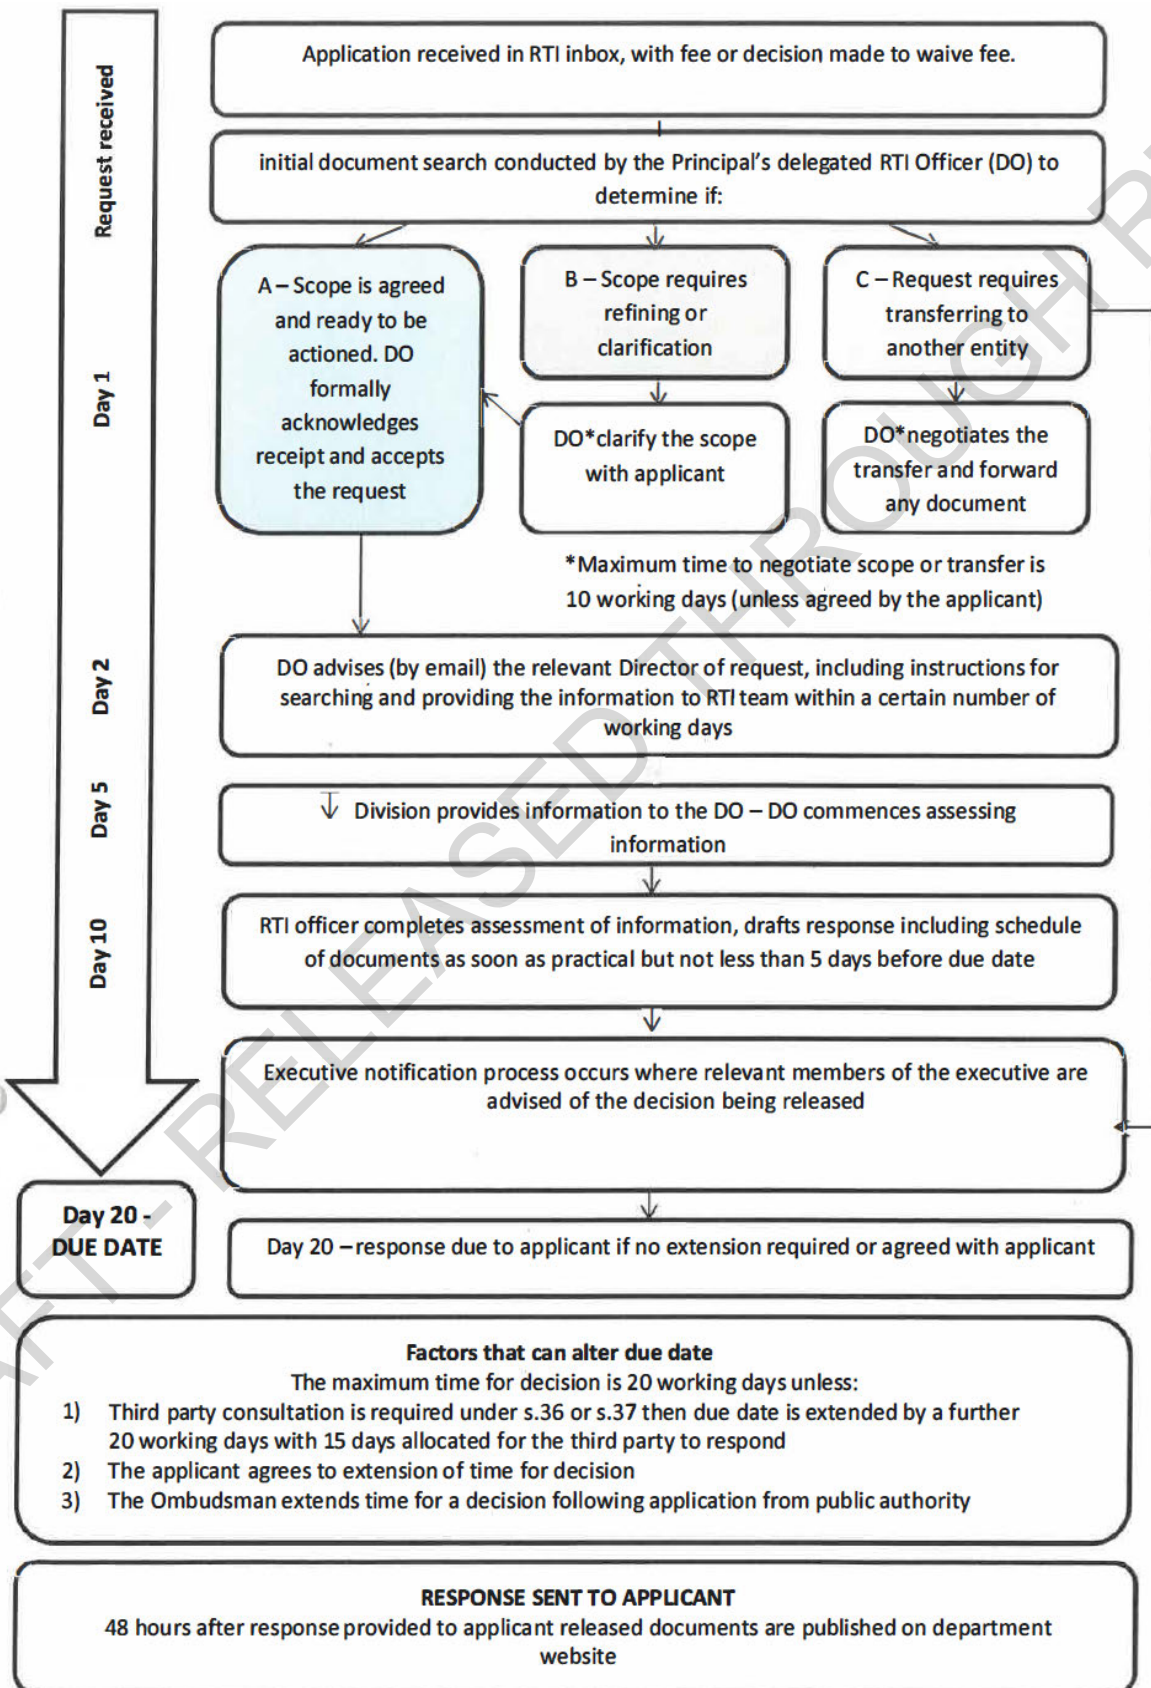 Request received
Application received in RTI inbox, with fee or decision made to waive fee.
initial document search conducted by the Principal's delegated RTI Officer (DO) to
determine if:
Day 1
A – Scope is agreed
and ready to be
actioned. DO
formally
acknowledges
receipt and accepts
the request
B – Scope requires
refining or
clarification
DO*clarify the scope
with applicant
C – Request requires
transferring to
another entity
DO*negotiates the
transfer and forward
any document
*Maximum time to negotiate scope or transfer is
10 working days (unless agreed by the applicant)
Day 2
DO advises (by email) the relevant Director of request, including instructions for
searching and providing the information to RTI team within a certain number of
working days
Day 5
Division provides information to the DO – DO commences assessing
information
Day 10
RTI officer completes assessment of information, drafts response including schedule
of documents as soon as practical but not less than 5 days before due date
Executive notification process occurs where relevant members of the executive are
advised of the decision being released
Day 20 -
DUE DATE
Day 20 – response due to applicant if no extension required or agreed with applicant
Factors that can alter due date
The maximum time for decision is 20 working days unless:
1) Third party consultation is required under s.36 or s.37 then due date is extended by a further
20 working days with 15 days allocated for the third party to respond
2) The applicant agrees to extension of time for decision
3) The Ombudsman extends time for a decision following application from public authority
RESPONSE SENT TO APPLICANT
48 hours after response provided to applicant released documents are published on department
website
- RELEASED THROUGH